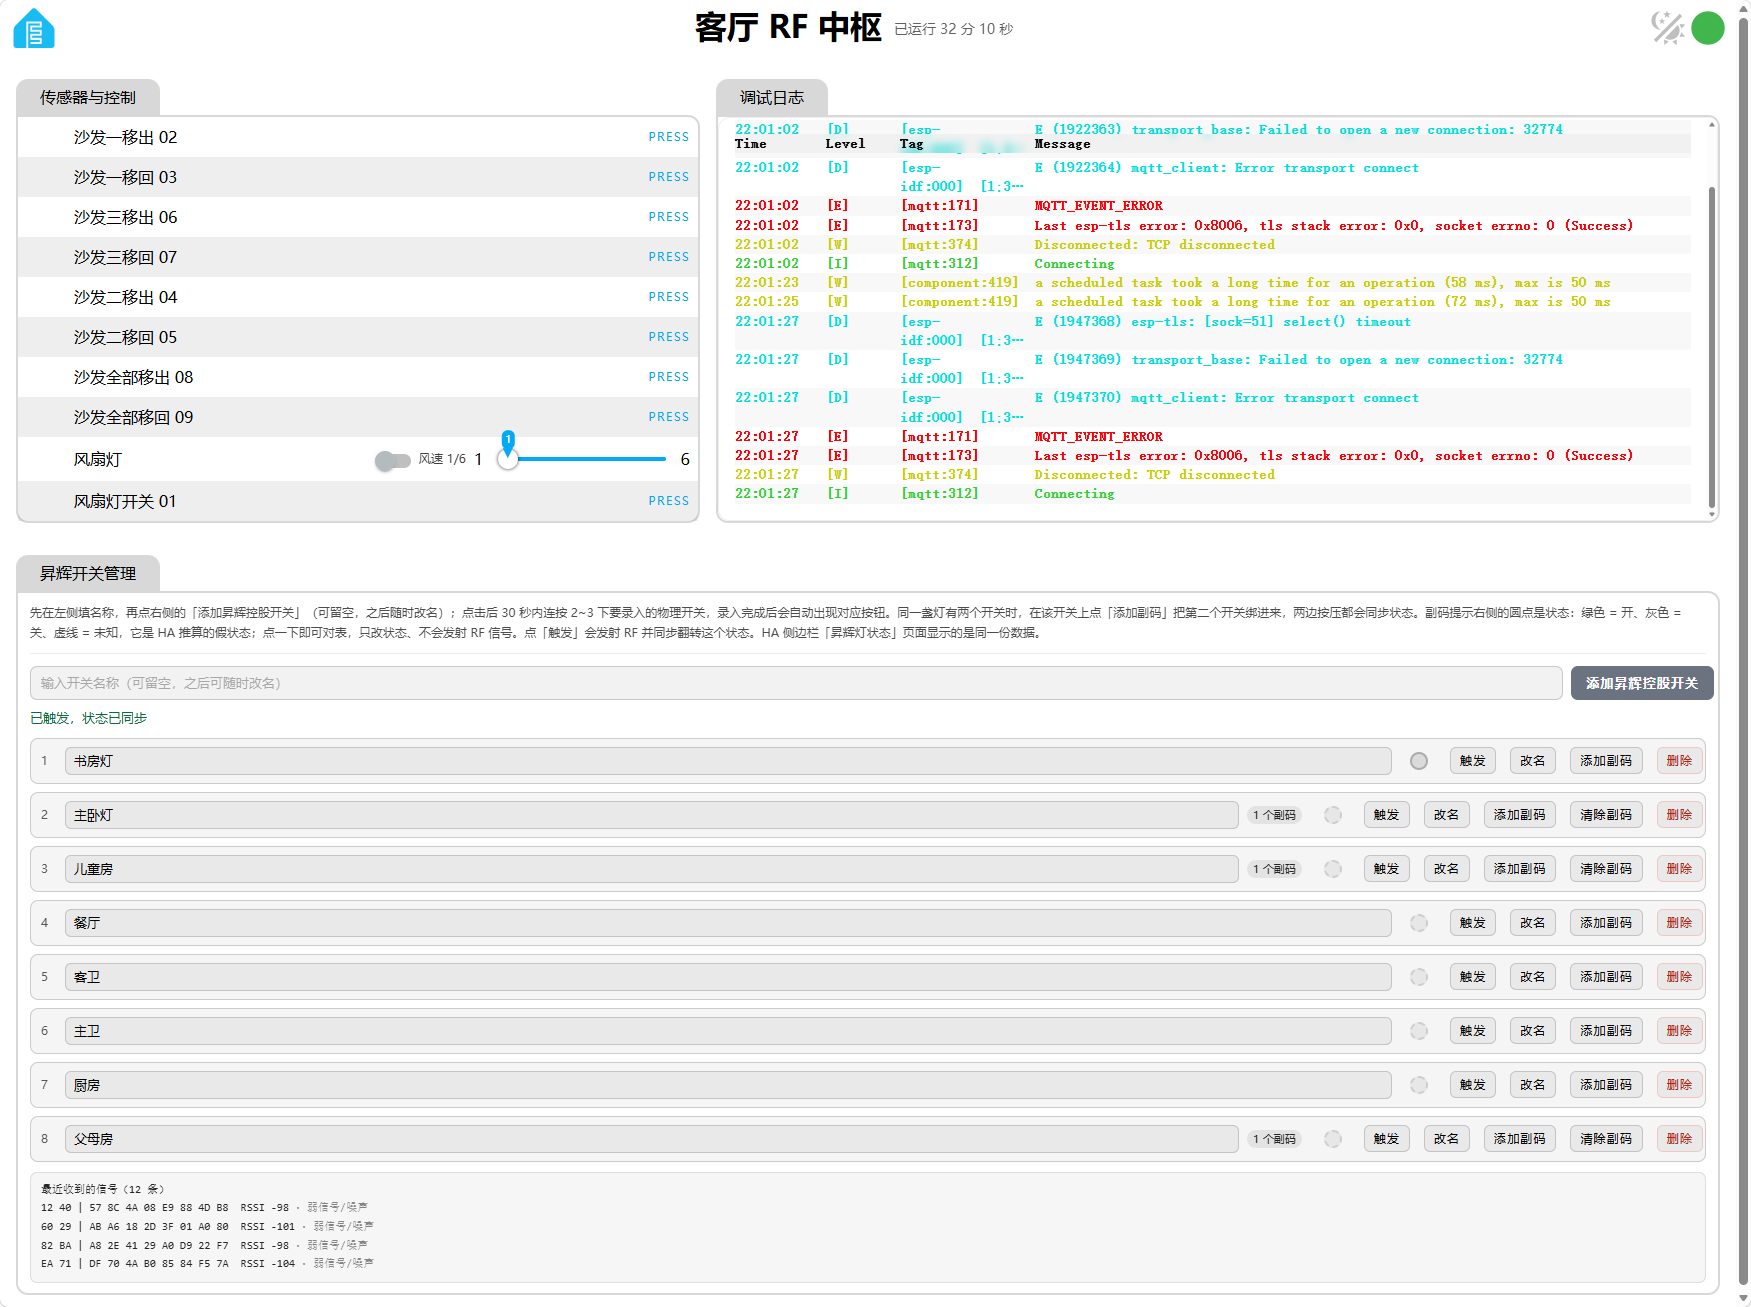 客厅 RF 中枢 已运行 32 分 10 秒
传感器与控制
沙发一移出 02 PRESS
沙发一移回 03 PRESS
沙发三移出 06 PRESS
沙发三移回 07 PRESS
沙发二移出 04 PRESS
沙发二移回 05 PRESS
沙发全部移出 08 PRESS
沙发全部移回 09 PRESS
1
风扇灯 风速 1/6 1 6
风扇灯开关 01 PRESS
调试日志
22:01:02 [D] [esp- E (1922363) transport_base: Failed to open a new connection: 32774
Time Level Tag Message
22:01:02 [D] [esp- E (1922364) mqtt_client: Error transport connect
idf:000] [1;3…
22:01:02 [E] [mqtt:171] MQTT_EVENT_ERROR
22:01:02 [E] [mqtt:173] Last esp-tls error: 0x8006, tls stack error: 0x0, socket errno: 0 (Success)
22:01:02 [W] [mqtt:374] Disconnected: TCP disconnected
22:01:02 [I] [mqtt:312] Connecting
22:01:23 [W] [component:419] a scheduled task took a long time for an operation (58 ms), max is 50 ms
22:01:25 [W] [component:419] a scheduled task took a long time for an operation (72 ms), max is 50 ms
22:01:27 [D] [esp- E (1947368) esp-tls: [sock=51] select() timeout
idf:000] [1;3…
22:01:27 [D] [esp- E (1947369) transport_base: Failed to open a new connection: 32774
idf:000] [1;3…
22:01:27 [D] [esp- E (1947370) mqtt_client: Error transport connect
idf:000] [1;3…
22:01:27 [E] [mqtt:171] MQTT_EVENT_ERROR
22:01:27 [E] [mqtt:173] Last esp-tls error: 0x8006, tls stack error: 0x0, socket errno: 0 (Success)
22:01:27 [W] [mqtt:374] Disconnected: TCP disconnected
22:01:27 [I] [mqtt:312] Connecting
昇辉开关管理
先在左侧填名称，再点右侧的「添加昇辉控股开关」（可留空，之后随时改名）；点击后 30 秒内连按 2~3 下要录入的物理开关，录入完成后会自动出现对应按钮。同一盏灯有两个开关时，在该开关上点「添加副码」把第二个开关绑进来，两边按压都会同步状态。副码提示右侧的圆点是状态：绿色 = 开、灰色 =
关、虚线 = 未知，它是 HA 推算的假状态；点一下即可对表，只改状态、不会发射 RF 信号。点「触发」会发射 RF 并同步翻转这个状态。HA 侧边栏「昇辉灯状态」页面显示的是同一份数据。
输入开关名称（可留空，之后可随时改名） 添加昇辉控股开关
已触发，状态已同步
1 书房灯 触发 改名 添加副码 删除
2 主卧灯 1 个副码 触发 改名 添加副码 清除副码 删除
3 儿童房 1 个副码 触发 改名 添加副码 清除副码 删除
4 餐厅 触发 改名 添加副码 删除
5 客卫 触发 改名 添加副码 删除
6 主卫 触发 改名 添加副码 删除
7 厨房 触发 改名 添加副码 删除
8 父母房 1 个副码 触发 改名 添加副码 清除副码 删除
最近收到的信号（12 条）
12 40 | 57 8C 4A 08 E9 88 4D B8 RSSI -98 · 弱信号/噪声
60 29 | AB A6 18 2D 3F 01 A0 80 RSSI -101 · 弱信号/噪声
82 BA | A8 2E 41 29 A0 D9 22 F7 RSSI -98 · 弱信号/噪声
EA 71 | DF 70 4A B0 85 84 F5 7A RSSI -104 · 弱信号/噪声